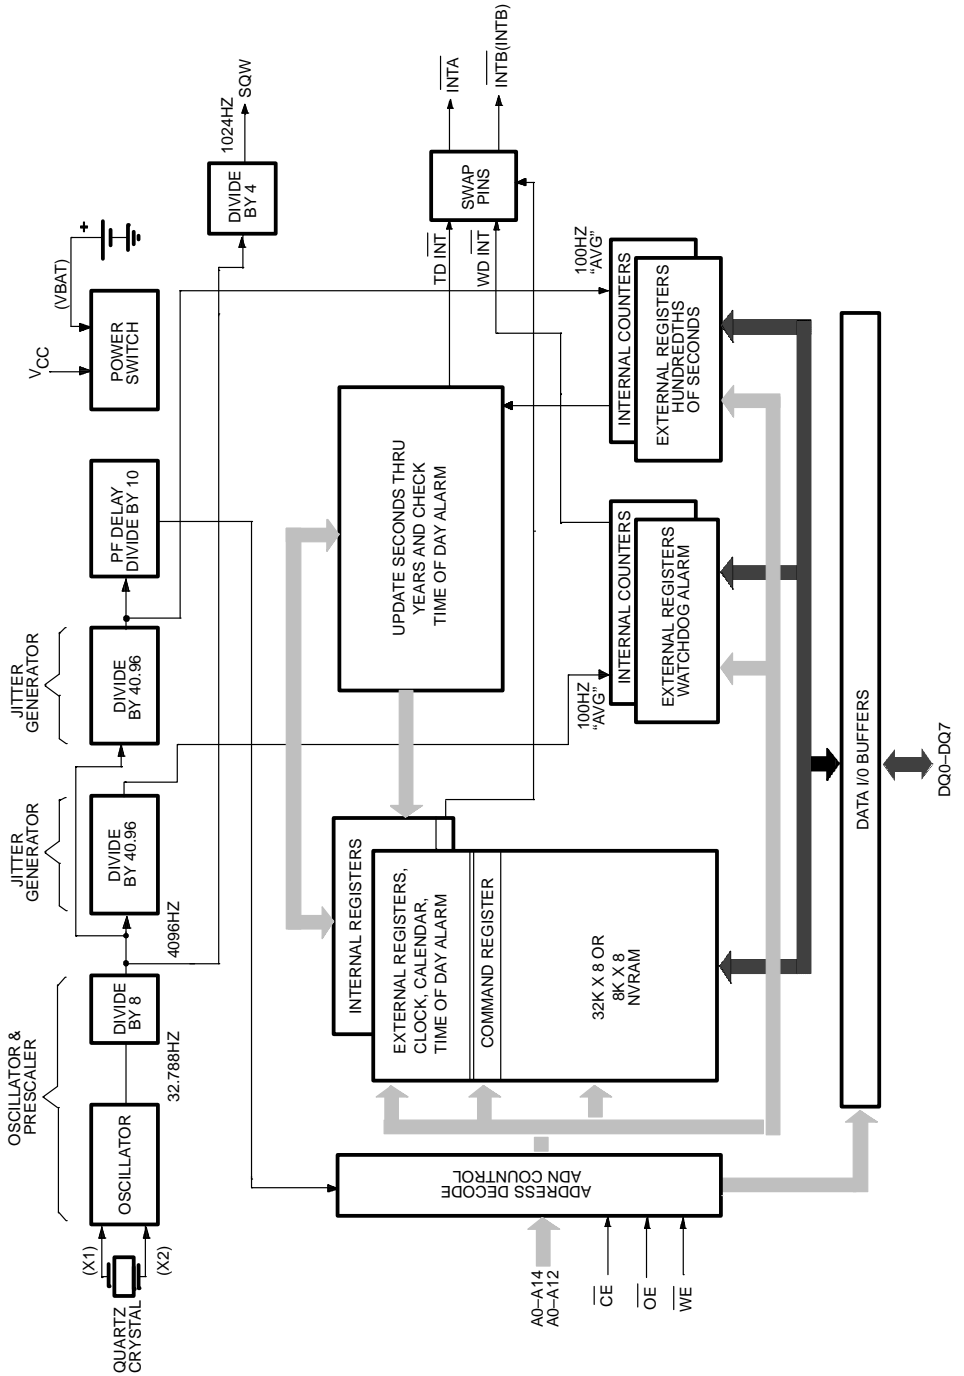 QUARTZ
CRYSTAL
(X1)
(X2)
OSCILLATOR &
PRESCALER
OSCILLATOR
32.788HZ
DIVIDE
BY 8
4096HZ
JITTER
GENERATOR
DIVIDE
BY 40.96
JITTER
GENERATOR
DIVIDE
BY 40.96
PF DELAY
DIVIDE BY 10
VCC
POWER
SWITCH
(VBAT)
+
DIVIDE
BY 4
1024HZ
SQW
INTERNAL REGISTERS
EXTERNAL REGISTERS,
CLOCK, CALENDAR,
TIME OF DAY ALARM
COMMAND REGISTER
32K X 8 OR
8K X 8
NVRAM
UPDATE SECONDS THRU
YEARS AND CHECK
TIME OF DAY ALARM
TD INT
WD INT
SWAP
PINS
INTA
INTB(INTB)
100HZ
“AVG”
INTERNAL COUNTERS
EXTERNAL REGISTERS
WATCHDOG ALARM
100HZ
“AVG”
INTERNAL COUNTERS
EXTERNAL REGISTERS
HUNDREDTHS
OF SECONDS
ADDRESS DECODE
ADN COUNTROL
A0–A14
A0–A12
CE
OE
WE
DATA I/0 BUFFERS
DQ0–DQ7